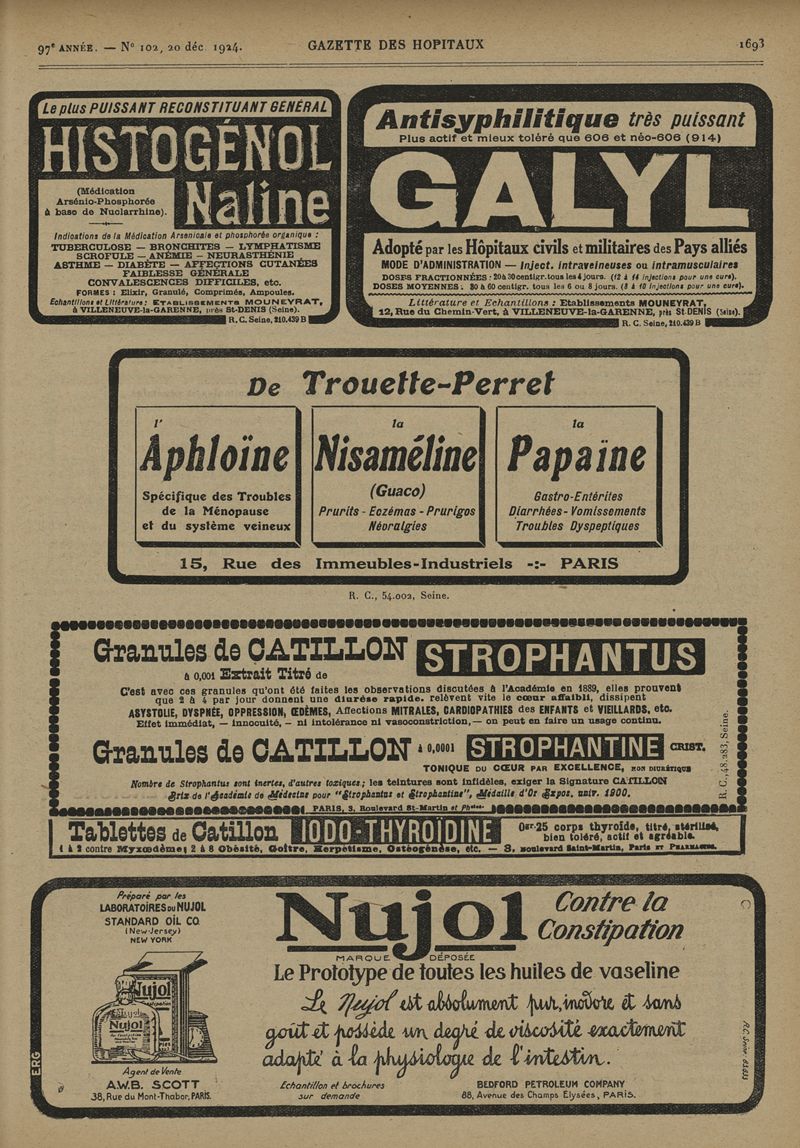 97e ANNÉE. — No 102, 20 déc. 1924.
GAZETTE DES HOPITAUX
1693
Le plus PUISSANT RECONSTITUANT GÉNÉRAL
HISTOGÉNOL
Naline
(Médication
Arsénio-Phosphorée
à base de Nuclarrhine).
Indications de la Médication Arsenicale et phosphorée organique :
TUBERCULOSE — BRONCHITES — LYMPHATISME
SCROFULE — ANÉMIE — NEURASTHÉNIE
ASTHME — DIABÈTE — AFFECTIONS CUTANÉES
FAIBLESSE GÉNÉRALE
CONVALESCENCES DIFFICILES, etc.
FORMES : Elixir, Granulé, Comprimés, Ampoules.
Echantillons et Littérature : ETABLISSEMENTS MOUNEYRAT,
à VILLENEUVE-la-GARENNE, près St-DENIS (Seine).
R. C. Seine, 210.439 B
Antisyphilitique très puissant
Plus actif et mieux toléré que 606 et néo-606 (914)
GALYL
Adopté par les Hôpitaux civils et militaires des Pays alliés
MODE D'ADMINISTRATION — Inject. intraveineuses ou intramusculaires
DOSES FRACTIONNÉES : 20 à 30 centigr. tous les 4 jours. (12 à 14 injections pour une cure).
DOSES MOYENNES : 30 à 60 centigr. tous les 6 ou 8 jours. (8 à 10 injections pour une cure).
Littérature et Echantillons : Etablissements MOUNEYRAT,
12, Rue du Chemin-Vert, à VILLENEUVE-la-GARENNE, près St-DENIS (Seine).
R. C. Seine, 210.439 B
De Trouette-Perret
l'
Aphloïne
Spécifique des Troubles
de la Ménopause
et du système veineux
la
Nisaméline
(Guaco)
Prurits - Eczémas - Prurigos
Névralgies
la
Papaïne
Gastro-Entérites
Diarrhées - Vomissements
Troubles Dyspeptiques
15, Rue des Immeubles-Industriels -:- PARIS
R. C., 54.002, Seine.
Granules de CATILLON STROPHANTUS
à 0,001 Extrait Titré de
C'est avec ces granules qu'ont été faites les observations discutées à l'Académie en 1889, elles prouvent
que 2 à 4 par jour donnent une diurèse rapide, relèvent vite le cœur affaibli, dissipent
ASYSTOLIE, DYSPNÉE, OPPRESSION, ŒDÈMES, Affections MITRALES, CARDIOPATHIES des ENFANTS et VIEILLARDS, etc.
Effet immédiat, — innocuité, — ni intolérance ni vasoconstriction, — on peut en faire un usage continu.
Granules de CATILLON à 0,0001 STROPHANTINE CRIST.
TONIQUE DU CŒUR PAR EXCELLENCE, NON DIURÉTIQUE
Nombre de Strophantus sont inertes, d'autres toxiques; les teintures sont infidèles, exiger la Signature CATILLON
Prix de l'Académie de Médecine pour "Strophantus et Strophantine", Médaille d'Or Expos. univ. 1900.
PARIS, 3, Boulevard St-Martin et Phies.
R. C., 48.283, Seine.
Tablettes de Catillon IODO-THYROÏDINE
0gr.25 corps thyroïde, titré, stérilisé,
bien toléré, actif et agréable.
1 à 2 contre Myxœdème; 2 à 8 Obésité, Goître, Herpétisme, Ostéogénèse, etc. — 3, Boulevard Saint-Martin, Paris ET PHARMACIES.
Préparé par les
LABORATOIRES DU NUJOL
STANDARD OIL CO.
(New-Jersey)
NEW YORK
Nujol
Nujol
Agent de Vente
A.W.B. SCOTT
38, Rue du Mont-Thabor, PARIS.
ERG
Nujol
Contre la
Constipation
MARQUE DÉPOSÉE
Le Prototype de toutes les huiles de vaseline
Le Nujol est absolument pur, inodore et sans
goût et possède un degré de viscosité exactement
adapté à la physiologie de l'intestin.
Echantillon et brochures
sur demande
BEDFORD PETROLEUM COMPANY
88, Avenue des Champs Elysées, PARIS.